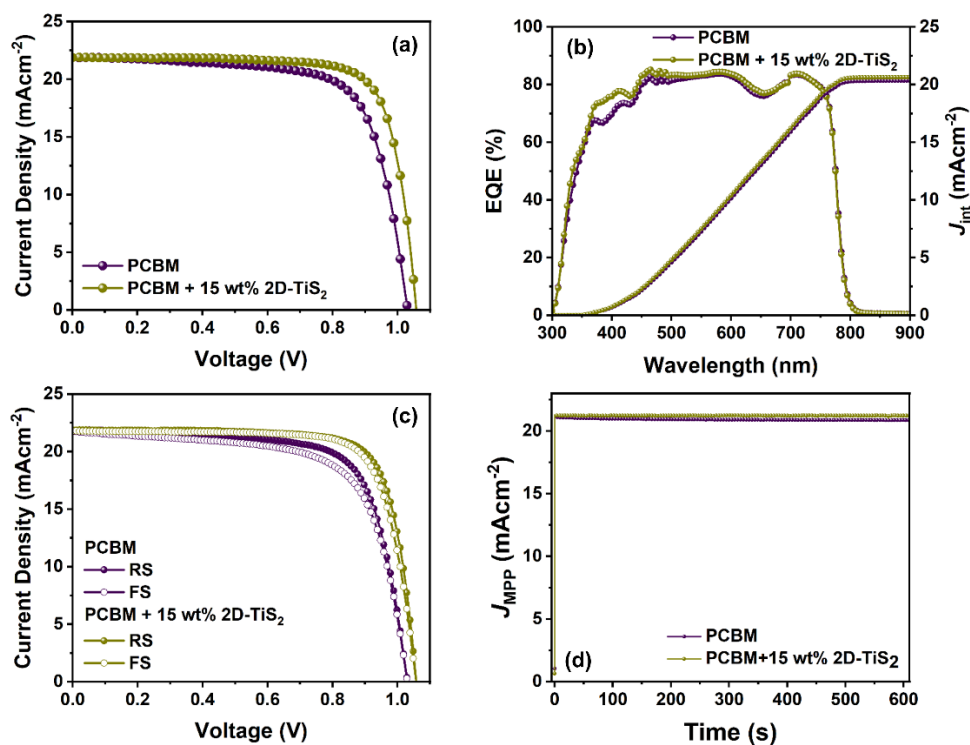 (a)
Current Density (mAcm-2)
25
20
15
10
5
0
PCBM
PCBM + 15 wt% 2D-TiS2
0.0 0.2 0.4 0.6 0.8 1.0
Voltage (V)
(b)
PCBM
PCBM + 15 wt% 2D-TiS2
EQE (%)
100
80
60
40
20
0
25
20
15
10
5
0
Jint (mAcm-2)
300 400 500 600 700 800 900
Wavelength (nm)
(c)
Current Density (mAcm-2)
25
20
15
10
5
0
PCBM
RS
FS
PCBM + 15 wt% 2D-TiS2
RS
FS
0.0 0.2 0.4 0.6 0.8 1.0
Voltage (V)
JMPP (mAcm-2)
20
15
10
5
0
PCBM
PCBM+15 wt% 2D-TiS2
(d)
0 100 200 300 400 500 600
Time (s)